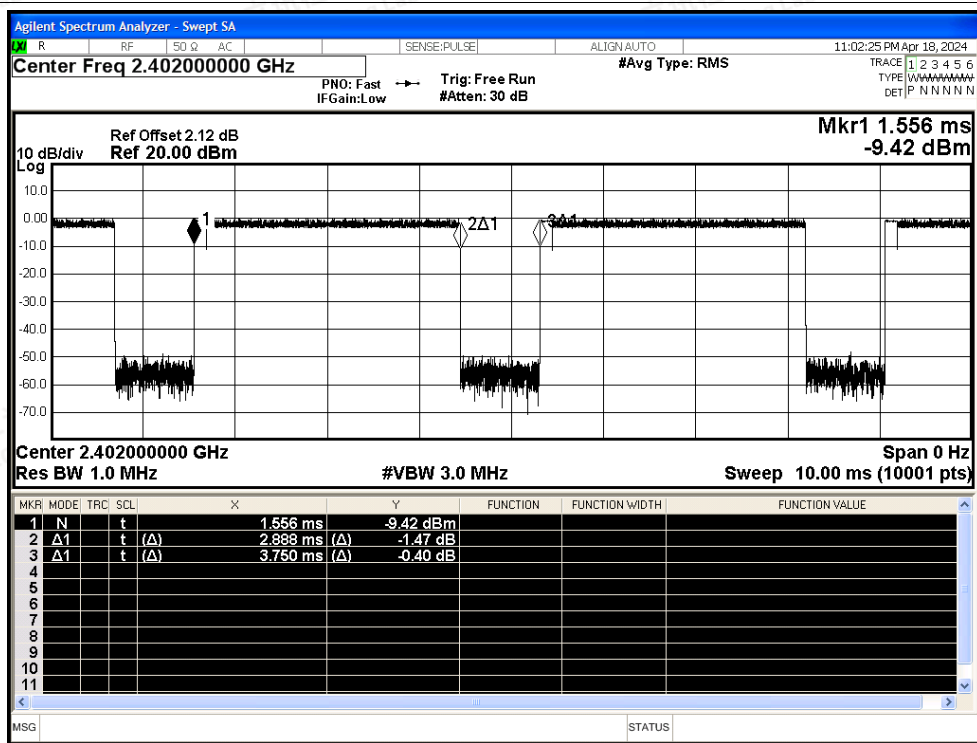 Agilent Spectrum Analyzer - Swept SA
LXI R RF 50 Ω AC SENSE:PULSE ALIGN AUTO 11:02:25 PM Apr 18, 2024
Center Freq 2.402000000 GHz
PNO: Fast
IFGain:Low
Trig: Free Run
#Atten: 30 dB
#Avg Type: RMS
TRACE 1 2 3 4 5 6
TYPE WWWWWW
DET P N N N N N
Mkr1 1.556 ms
-9.42 dBm
Ref Offset 2.12 dB
10 dB/div Ref 20.00 dBm
Log
10.0
0.00
-10.0
-20.0
-30.0
-40.0
-50.0
-60.0
-70.0
1
2Δ1
3Δ1
Center 2.402000000 GHz Span 0 Hz
Res BW 1.0 MHz #VBW 3.0 MHz Sweep 10.00 ms (10001 pts)
MKR MODE TRC SCL X Y FUNCTION FUNCTION WIDTH FUNCTION VALUE
1 N t 1.556 ms -9.42 dBm
2 Δ1 t (Δ) 2.888 ms (Δ) -1.47 dB
3 Δ1 t (Δ) 3.750 ms (Δ) -0.40 dB
4
5
6
7
8
9
10
11
MSG STATUS